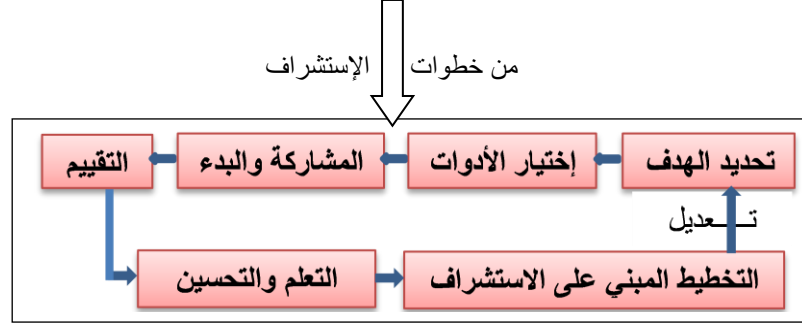 من خطوات الإستشراف
تحديد الهدف
إختيار الأدوات
المشاركة والبدء
التقييم
تـــعديل
التعلم والتحسين
التخطيط المبني على الاستشراف